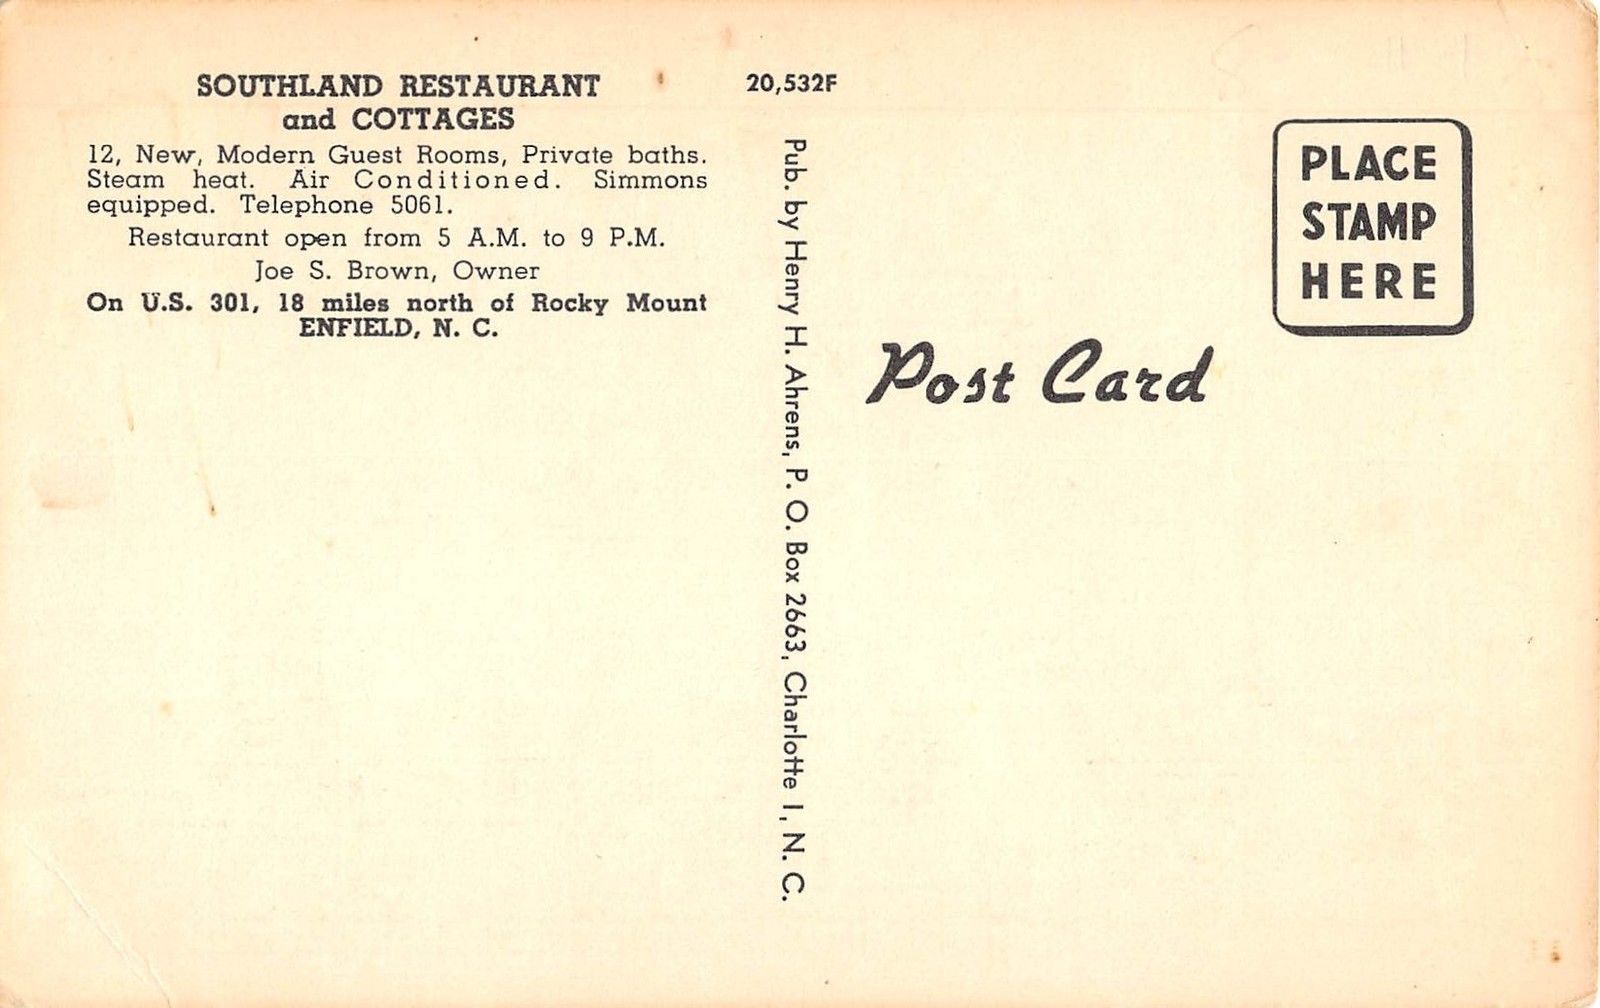 SOUTHLAND RESTAURANT
and COTTAGES
12, New, Modern Guest Rooms, Private baths.
Steam heat. Air Conditioned. Simmons
equipped. Telephone 5061.
Restaurant open from 5 A.M. to 9 P.M.
Joe S. Brown, Owner
On U.S. 301, 18 miles north of Rocky Mount
ENFIELD, N. C.
20,532F
Pub. by Henry H. Ahrens, P. O. Box 2663, Charlotte 1, N. C.
PLACE
STAMP
HERE
Post Card